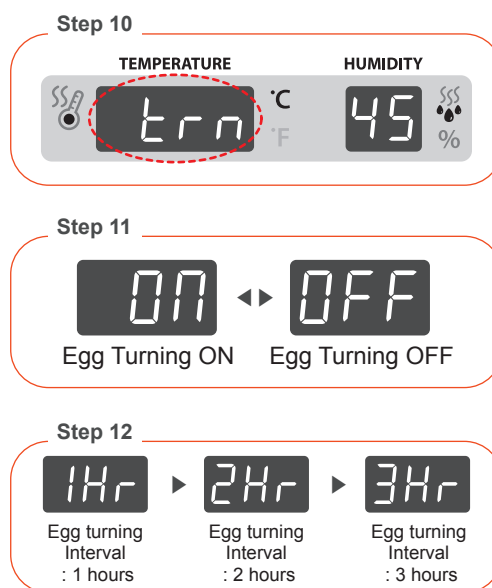 Step 10
TEMPERATURE HUMIDITY
trn °C °F 45 %
Step 11
ON OFF
Egg Turning ON Egg Turning OFF
Step 12
1Hr 2Hr 3Hr
Egg turning Egg turning Egg turning
Interval Interval Interval
: 1 hours : 2 hours : 3 hours